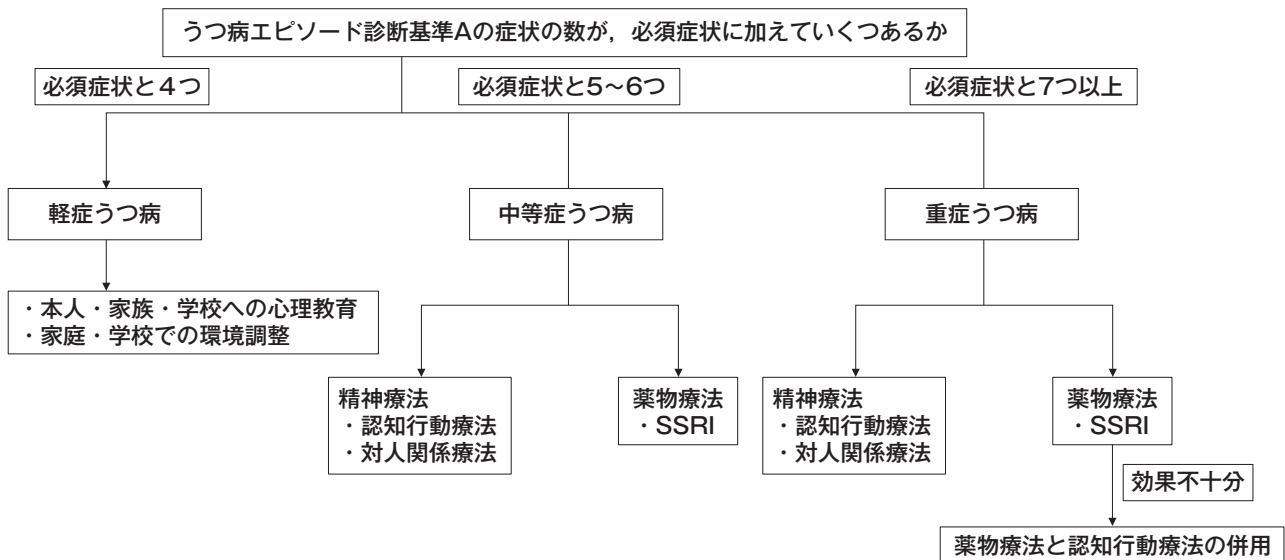 うつ病エピソード診断基準Aの症状の数が，必須症状に加えていくつあるか
必須症状と４つ
必須症状と5〜6つ
必須症状と7つ以上
軽症うつ病
中等症うつ病
重症うつ病
・本人・家族・学校への心理教育
・家庭・学校での環境調整
精神療法
・認知行動療法
・対人関係療法
薬物療法
・SSRI
精神療法
・認知行動療法
・対人関係療法
薬物療法
・SSRI
効果不十分
薬物療法と認知行動療法の併用